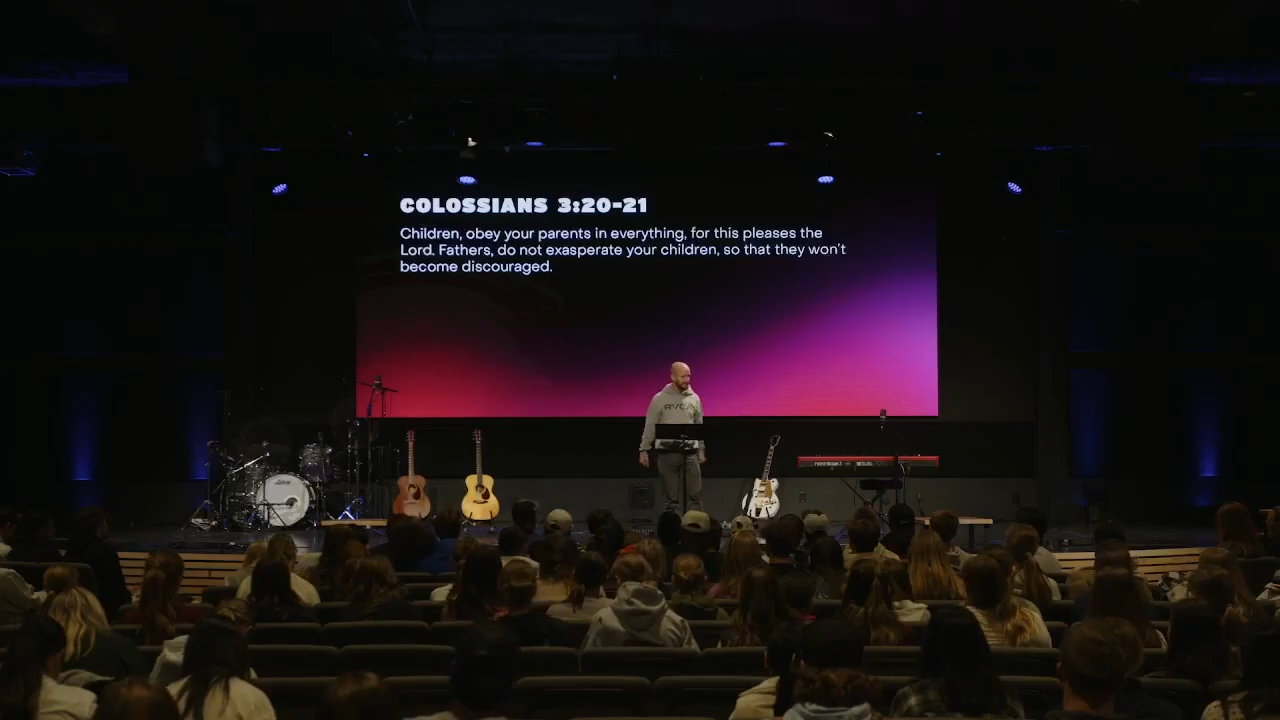 COLOSSIANS 3:20-21
Children, obey your parents in everything, for this pleases the
Lord. Fathers, do not exasperate your children, so that they won't
become discouraged.
RVCA